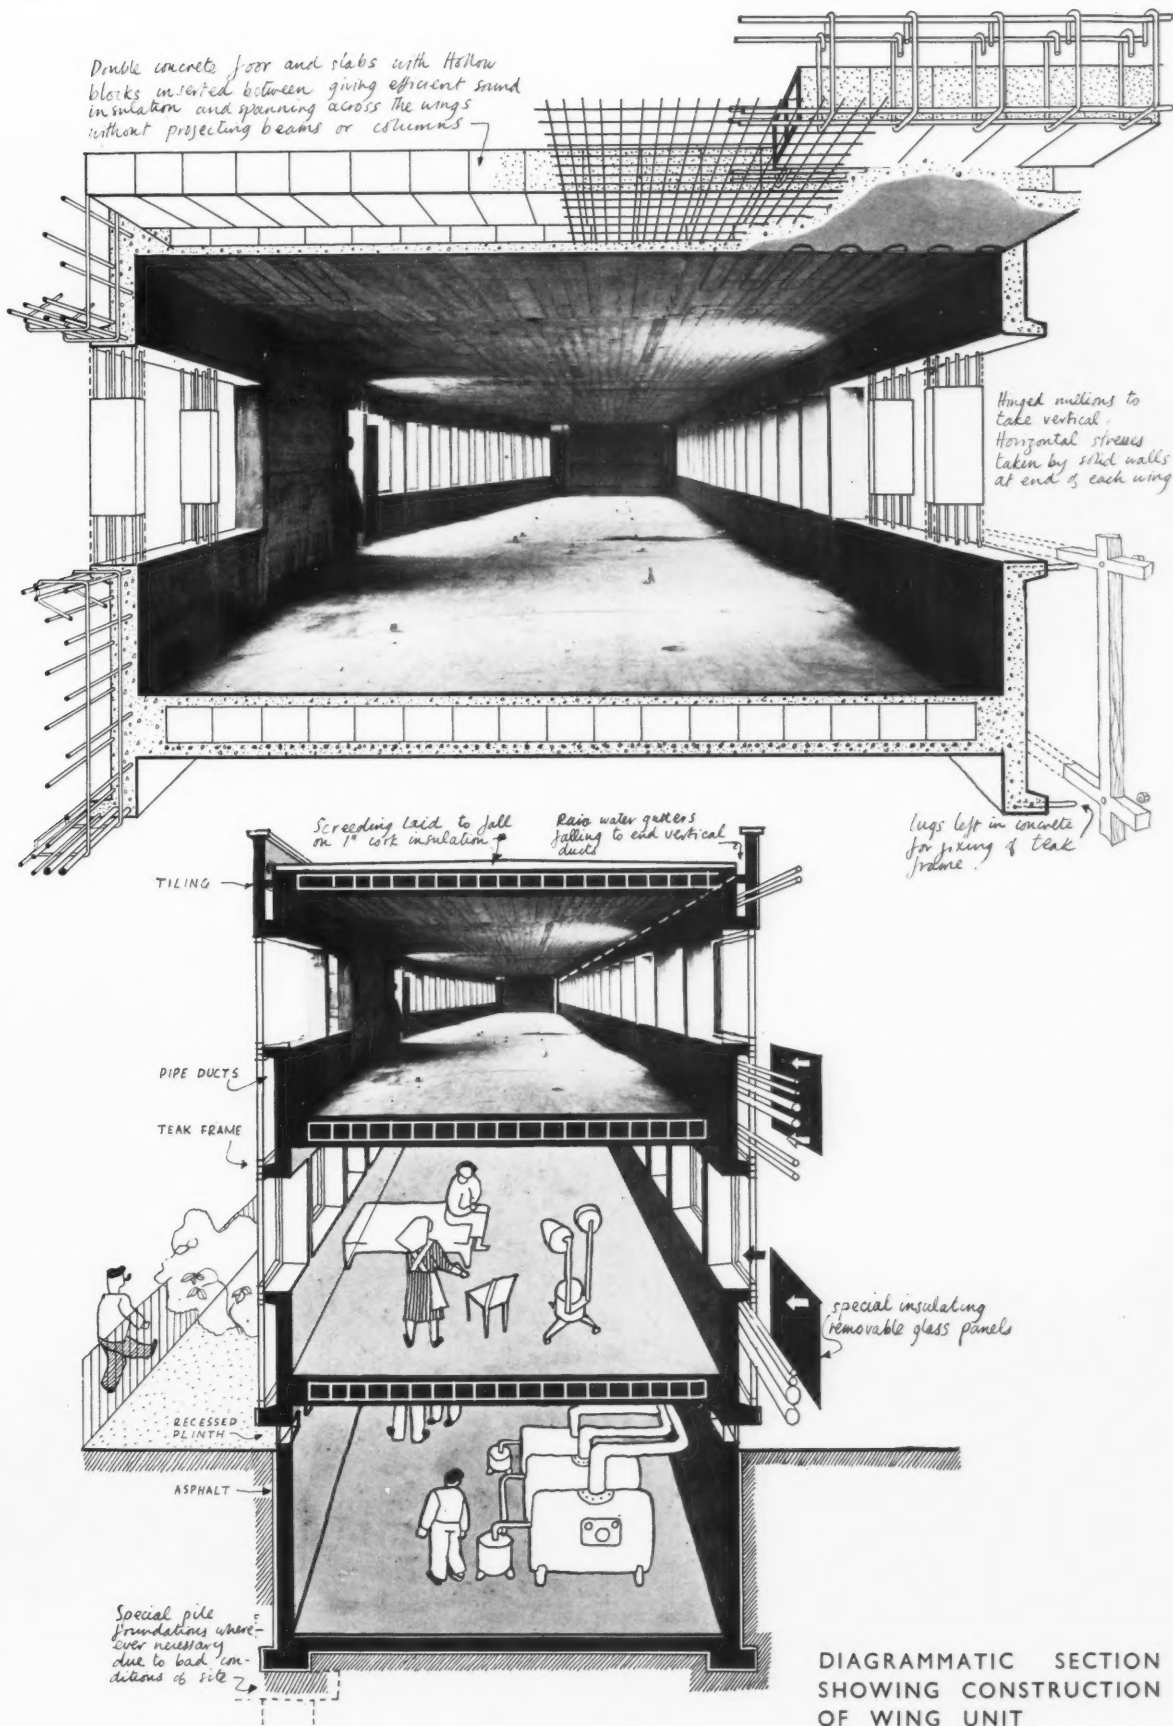 Double concrete foor and slabs with Hollow
blocks inserted between giving efficient sound
insulation and spanning across the wings
without projecting beams or columns
Hinged mullions to
take vertical.
Horizontal stresses
taken by solid walls
at end of each wing
Screeding laid to fall
on 1" cork insulation
Rain water gutters
falling to end vertical
ducts
lugs left in concrete
for fixing of teak
frame.
TILING
PIPE DUCTS
TEAK FRAME
special insulating
removable glass panels
RECESSED
PLINTH
ASPHALT
Special pile
foundations where-
ever necessary
due to bad con-
ditions of site
DIAGRAMMATIC SECTION
SHOWING CONSTRUCTION
OF WING UNIT